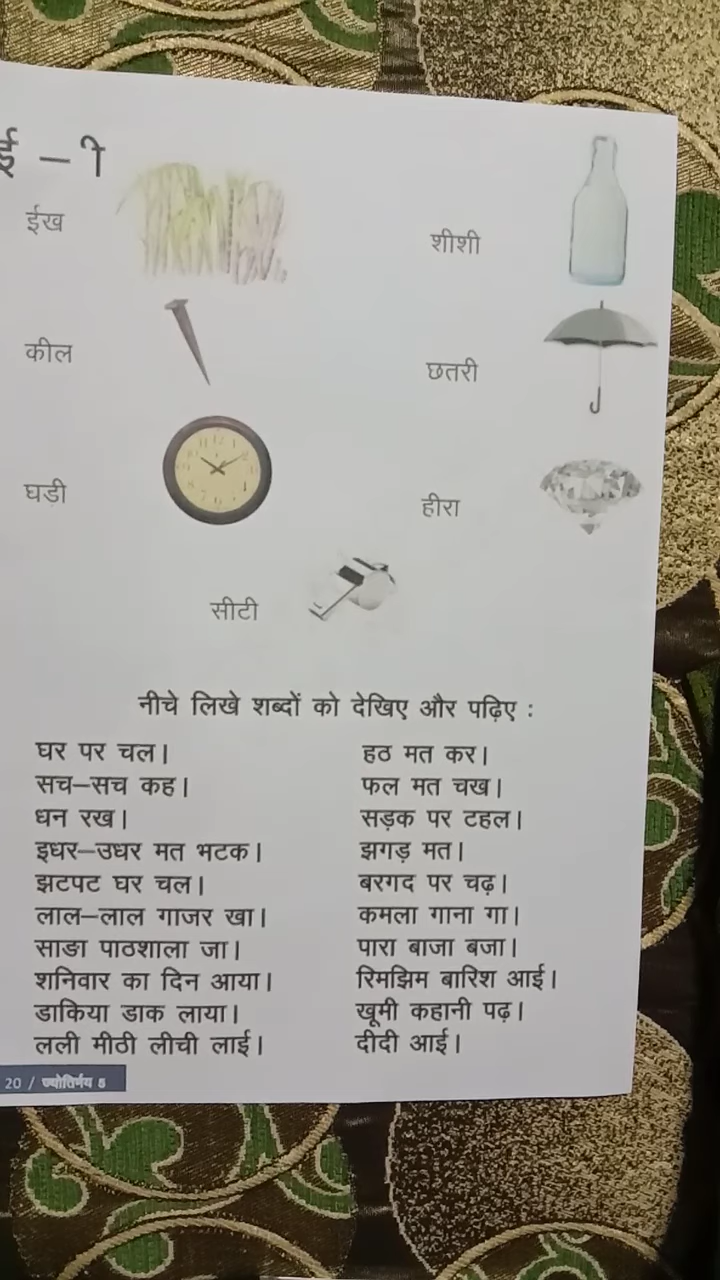 ई – ी
ईख
शीशी
कील
छतरी
घड़ी
हीरा
सीटी
नीचे लिखे शब्दों को देखिए और पढ़िए :
घर पर चल।
सच–सच कह।
धन रख।
इधर–उधर मत भटक।
झटपट घर चल।
लाल–लाल गाजर खा।
साङा पाठशाला जा।
शनिवार का दिन आया।
डाकिया डाक लाया।
लली मीठी लीची लाई।
हठ मत कर।
फल मत चख।
सड़क पर टहल।
झगड़ मत।
बरगद पर चढ़।
कमला गाना गा।
पारा बाजा बजा।
रिमझिम बारिश आई।
खूमी कहानी पढ़।
दीदी आई।
20 / ज्योतिर्मय 5